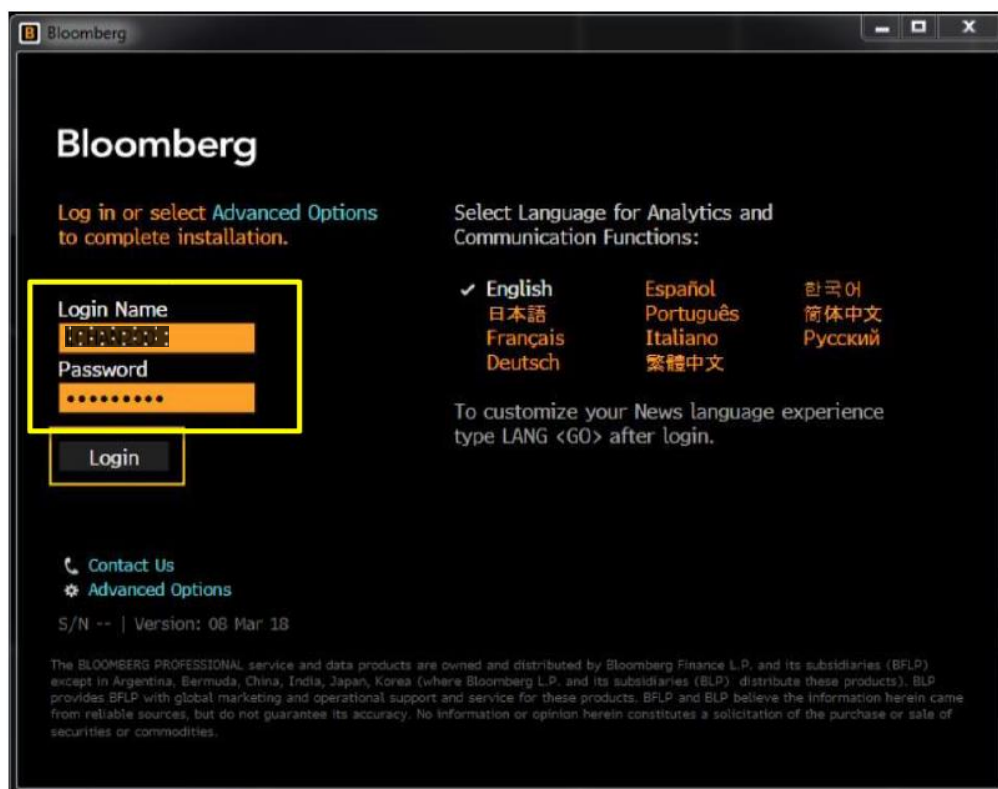 Bloomberg
Bloomberg
Log in or select Advanced Options
to complete installation.
Login Name
Password
•••••••••
Login
Select Language for Analytics and
Communication Functions:
English Español 한국어
日本語 Português 简体中文
Français Italiano Русский
Deutsch 繁體中文
To customize your News language experience
type LANG <GO> after login.
Contact Us
Advanced Options
S/N -- | Version: 08 Mar 18
The BLOOMBERG PROFESSIONAL service and data products are owned and distributed by Bloomberg Finance L.P. and its subsidiaries (BFLP)
except in Argentina, Bermuda, China, India, Japan, Korea (where Bloomberg L.P. and its subsidiaries (BLP) distribute these products). BLP
provides BFLP with global marketing and operational support and service for these products. BFLP and BLP believe the information herein came
from reliable sources, but do not guarantee its accuracy. No information or opinion herein constitutes a solicitation of the purchase or sale of
securities or commodities.